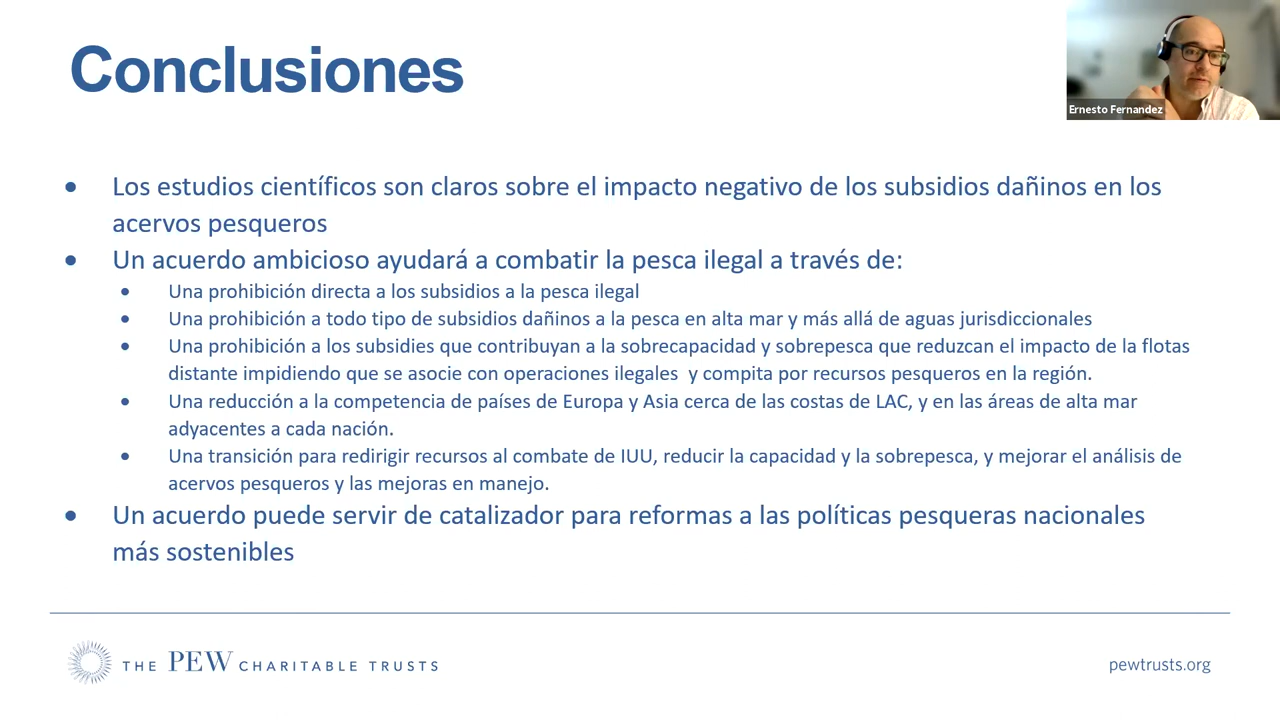 Conclusiones
Ernesto Fernandez
• Los estudios científicos son claros sobre el impacto negativo de los subsidios dañinos en los
acervos pesqueros
• Un acuerdo ambicioso ayudará a combatir la pesca ilegal a través de:
• Una prohibición directa a los subsidios a la pesca ilegal
• Una prohibición a todo tipo de subsidios dañinos a la pesca en alta mar y más allá de aguas jurisdiccionales
• Una prohibición a los subsidies que contribuyan a la sobrecapacidad y sobrepesca que reduzcan el impacto de la flotas
distante impidiendo que se asocie con operaciones ilegales y compita por recursos pesqueros en la región.
• Una reducción a la competencia de países de Europa y Asia cerca de las costas de LAC, y en las áreas de alta mar
adyacentes a cada nación.
• Una transición para redirigir recursos al combate de IUU, reducir la capacidad y la sobrepesca, y mejorar el análisis de
acervos pesqueros y las mejoras en manejo.
• Un acuerdo puede servir de catalizador para reformas a las políticas pesqueras nacionales
más sostenibles
THE PEW CHARITABLE TRUSTS
pewtrusts.org